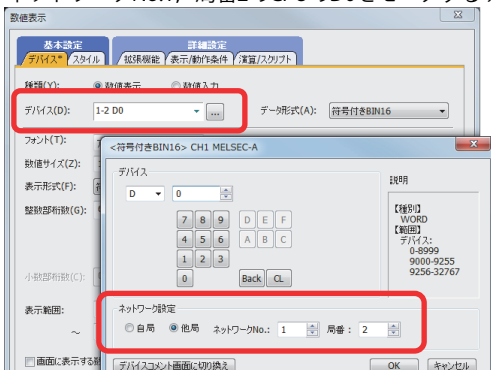 数値表示
基本設定
詳細設定
デバイス* スタイル
拡張機能 表示/動作条件 演算/スクリプト
種類(Y): 数値表示 数値入力
デバイス(D): 1-2 D0 ... データ形式(A): 符号付きBIN16
フォント(T):
<符号付きBIN16> CH1 MELSEC-A
数値サイズ(Z):
表示形式(F):
整数部桁数(G):
小数部桁数(C):
表示範囲:
~
画面に表示する
デバイス
D 0
7 8 9 D E F
4 5 6 A B C
1 2 3
0 Back CL
説明
【種別】
WORD
【範囲】
デバイス:
0-8999
9000-9255
9256-32767
ネットワーク設定
自局 他局 ネットワークNo.: 1 局番: 2
デバイスコメント画面に切り換え
OK キャンセル